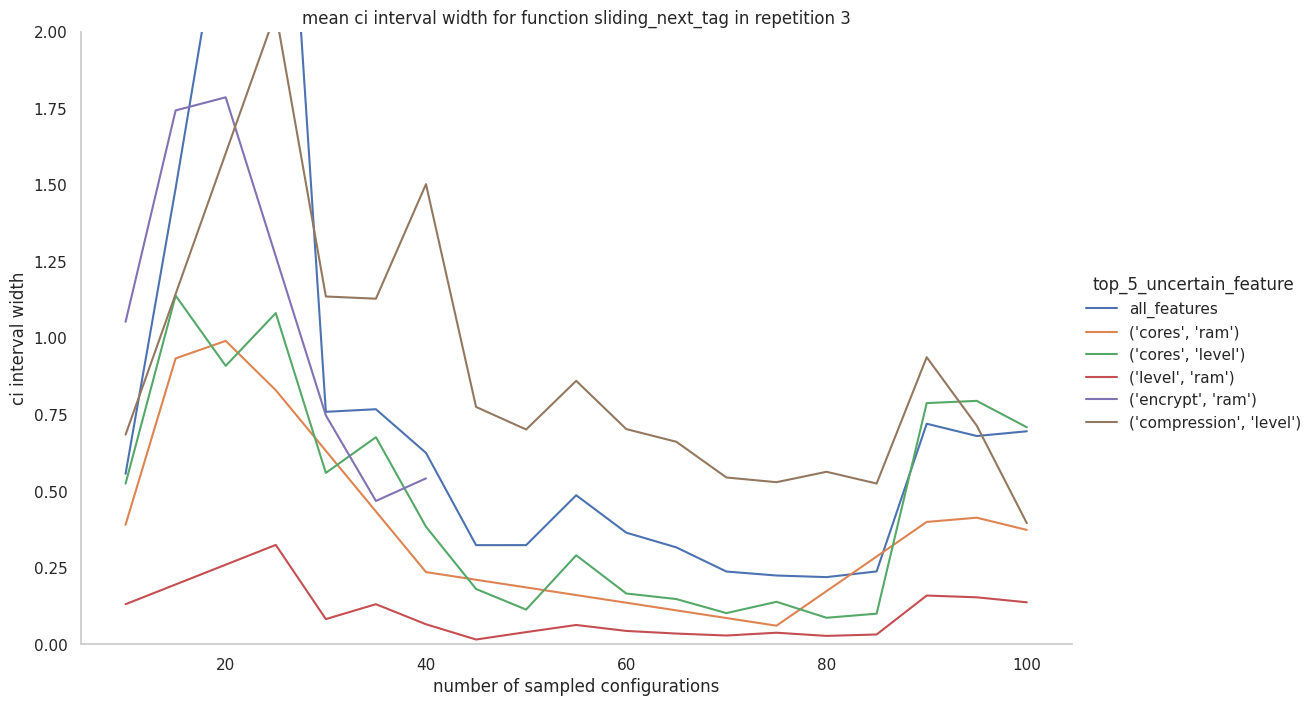 mean ci interval width for function sliding_next_tag in repetition 3
2.00
1.75
1.50
1.25
1.00
0.75
0.50
0.25
0.00
ci interval width
20 40 60 80 100
number of sampled configurations
top_5_uncertain_feature
all_features
('cores', 'ram')
('cores', 'level')
('level', 'ram')
('encrypt', 'ram')
('compression', 'level')